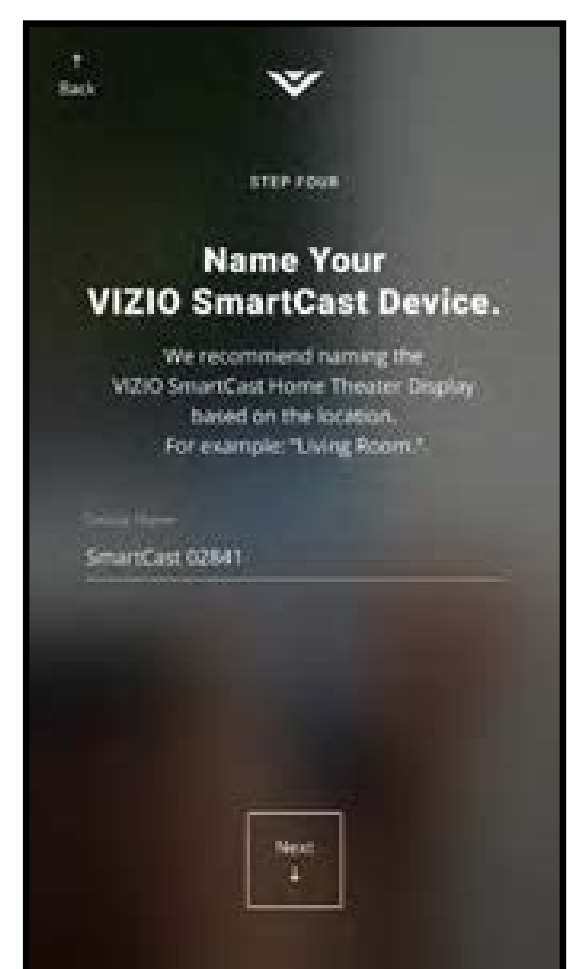 Back
STEP FOUR
Name Your
VIZIO SmartCast Device.
We recommend naming the
VIZIO SmartCast Home Theater Display
based on the location.
For example: "Living Room."
Device Name
SmartCast 02841
Next